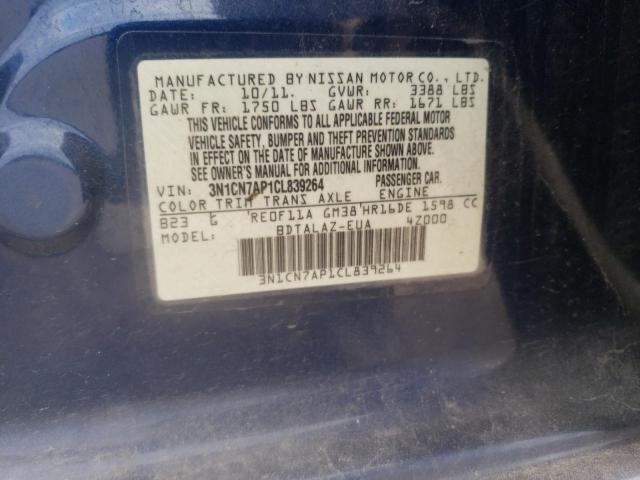 MANUFACTURED BY NISSAN MOTOR CO., LTD.
DATE: 10/11. GVWR: 3388 LBS
GAWR FR: 1750 LBS GAWR RR: 1671 LBS
THIS VEHICLE CONFORMS TO ALL APPLICABLE FEDERAL MOTOR
VEHICLE SAFETY, BUMPER AND THEFT PREVENTION STANDARDS
IN EFFECT ON THE DATE OF MANUFACTURE SHOWN ABOVE.
SEE OWNER'S MANUAL FOR ADDITIONAL INFORMATION.
VIN: 3N1CN7AP1CL839264 PASSENGER CAR
COLOR TRIM TRANS AXLE ENGINE
B23 G RE0F11A GM38 HR16DE 1598 CC
MODEL: BDTALAZ-EUA 4Z000
3N1CN7AP1CL839264